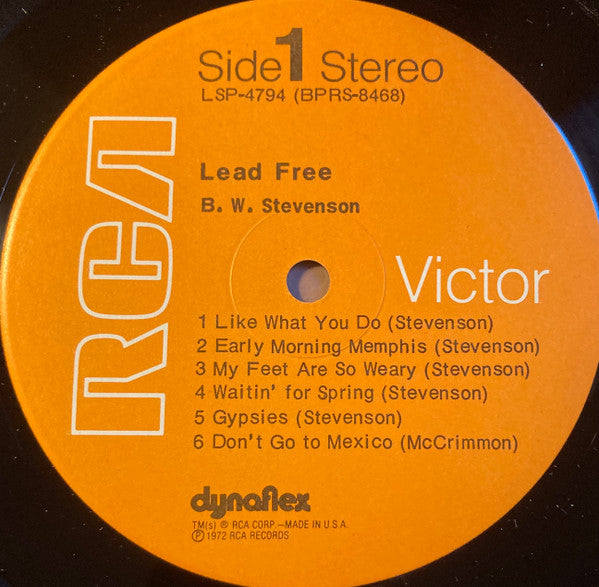 Side 1 Stereo
LSP-4794 (BPRS-8468)
Lead Free
B. W. Stevenson
RCA
Victor
1 Like What You Do (Stevenson)
2 Early Morning Memphis (Stevenson)
3 My Feet Are So Weary (Stevenson)
4 Waitin' for Spring (Stevenson)
5 Gypsies (Stevenson)
6 Don't Go to Mexico (McCrimmon)
dynaflex
TM(s) ® RCA CORP.—MADE IN U.S.A.
℗ 1972 RCA RECORDS